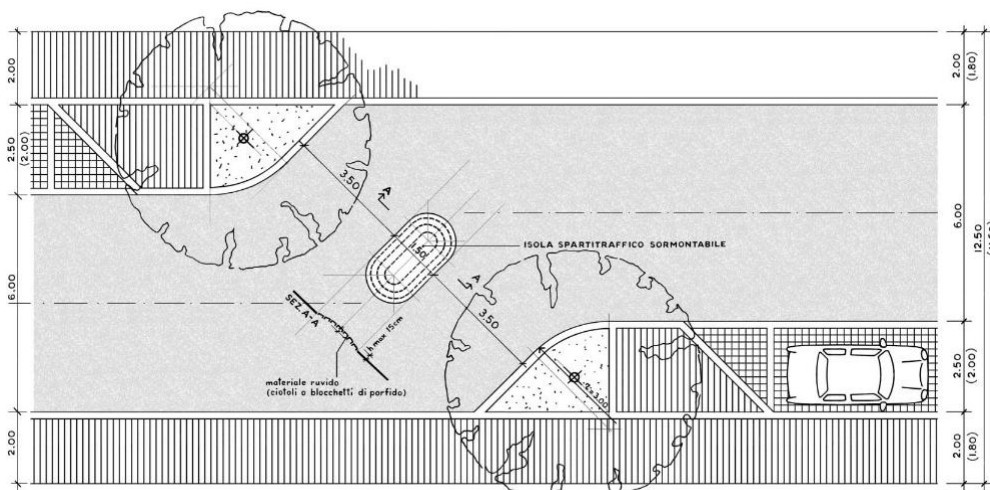 2.00
2.50
(2.00)
6.00
2.00
3.50
A
1.50
ISOLA SPARTITRAFFICO SORMONTABILE
A
3.50
SEZ. A-A
h max 15cm
materiale ruvido
(ciotoli o blocchetti di porfido)
2.00
(1.80)
6.00
12.50
2.50
(2.00)
2.00
(1.80)